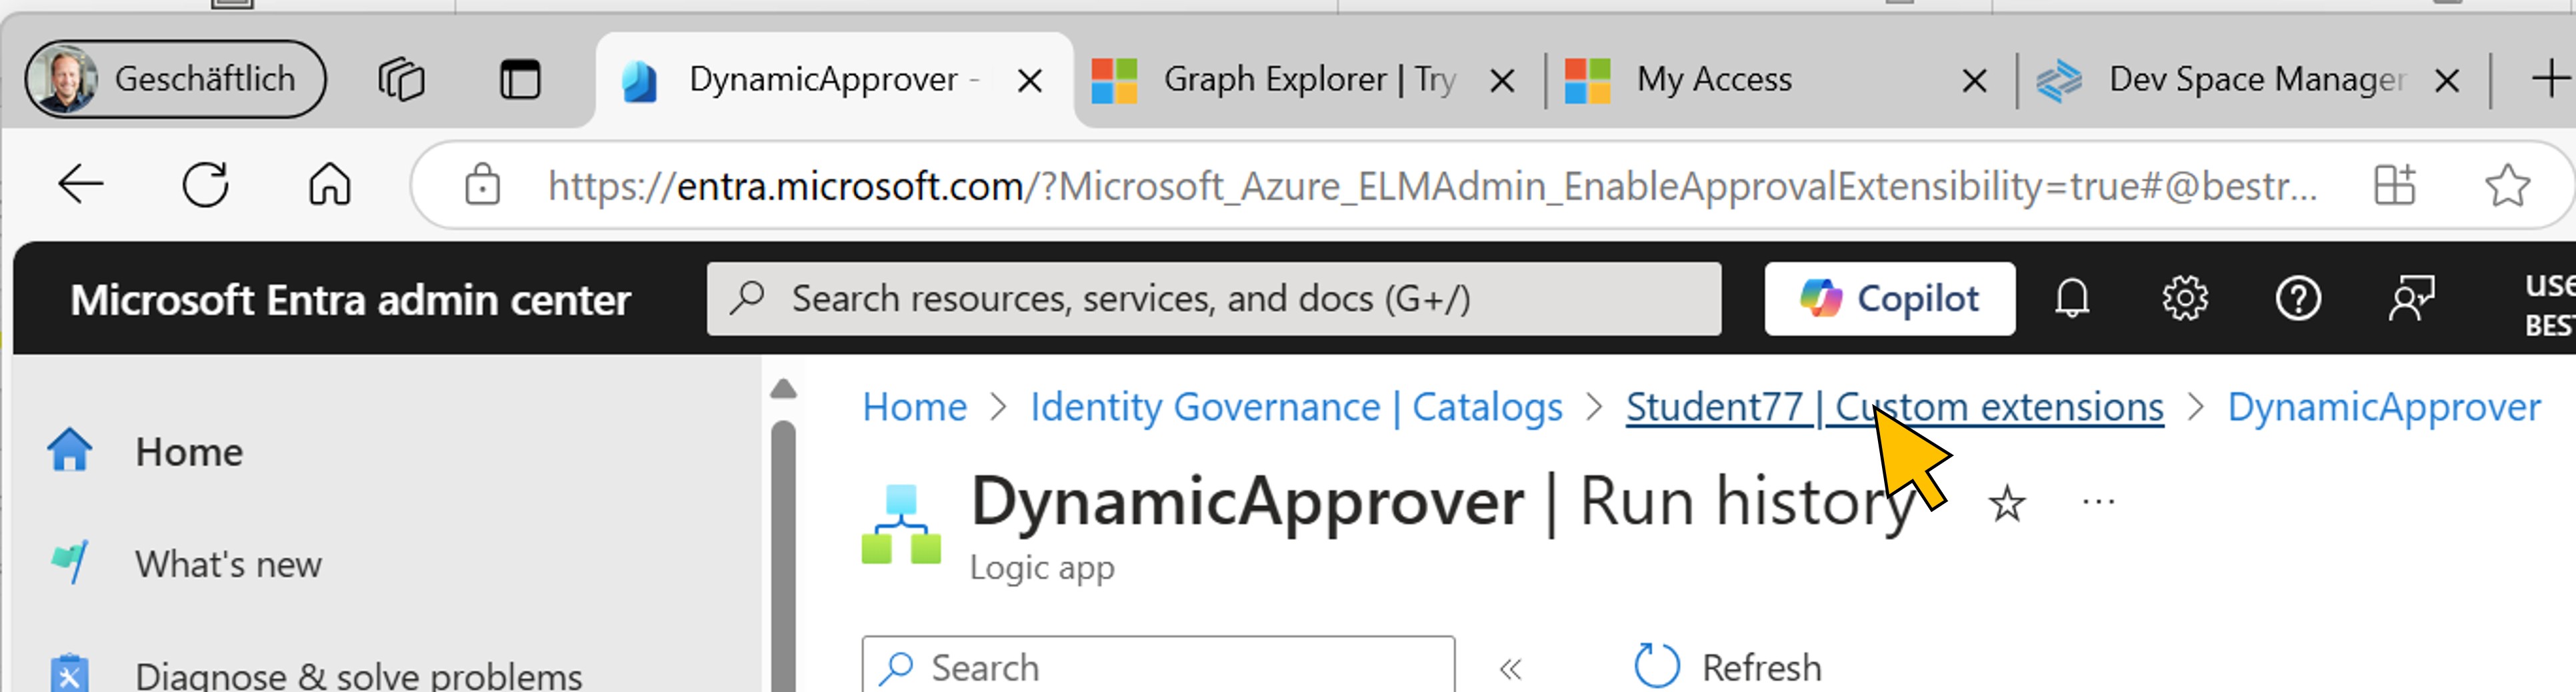 Geschäftlich
DynamicApprover -
Graph Explorer | Try
My Access
Dev Space Manager
https://entra.microsoft.com/?Microsoft_Azure_ELMAdmin_EnableApprovalExtensibility=true#@bestr...
Microsoft Entra admin center
Search resources, services, and docs (G+/)
Copilot
use
BEST
Home > Identity Governance | Catalogs > Student77 | Custom extensions > DynamicApprover
Home
DynamicApprover | Run history
Logic app
What's new
Diagnose & solve problems
Search
Refresh